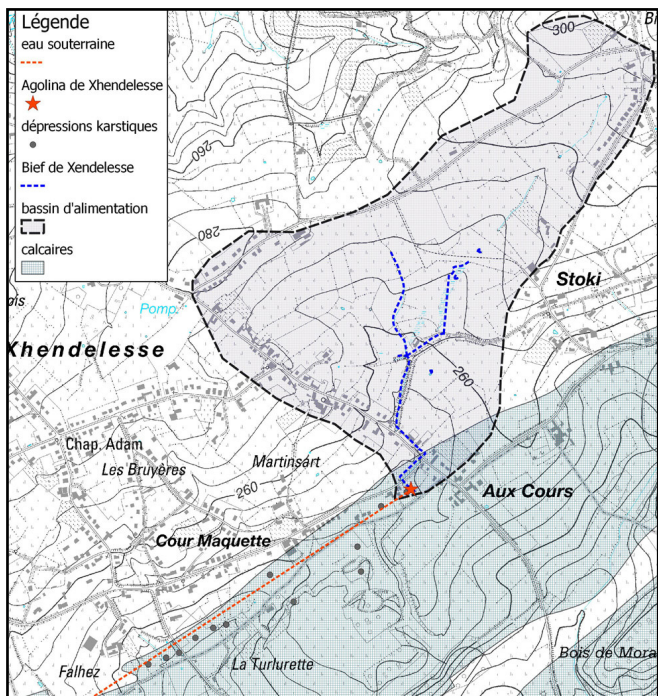 Légende
eau souterraine
Agolina de Xhendelesse
dépressions karstiques
Bief de Xendelesse
bassin d'alimentation
calcaires
300
260
280
Pomp.
Stoki
Xhendelesse
260
Chap. Adam
Les Bruyères
Martinsart
260
Aux Cours
Cour Maquette
La Turlurette
Falhez
Bois de Mora